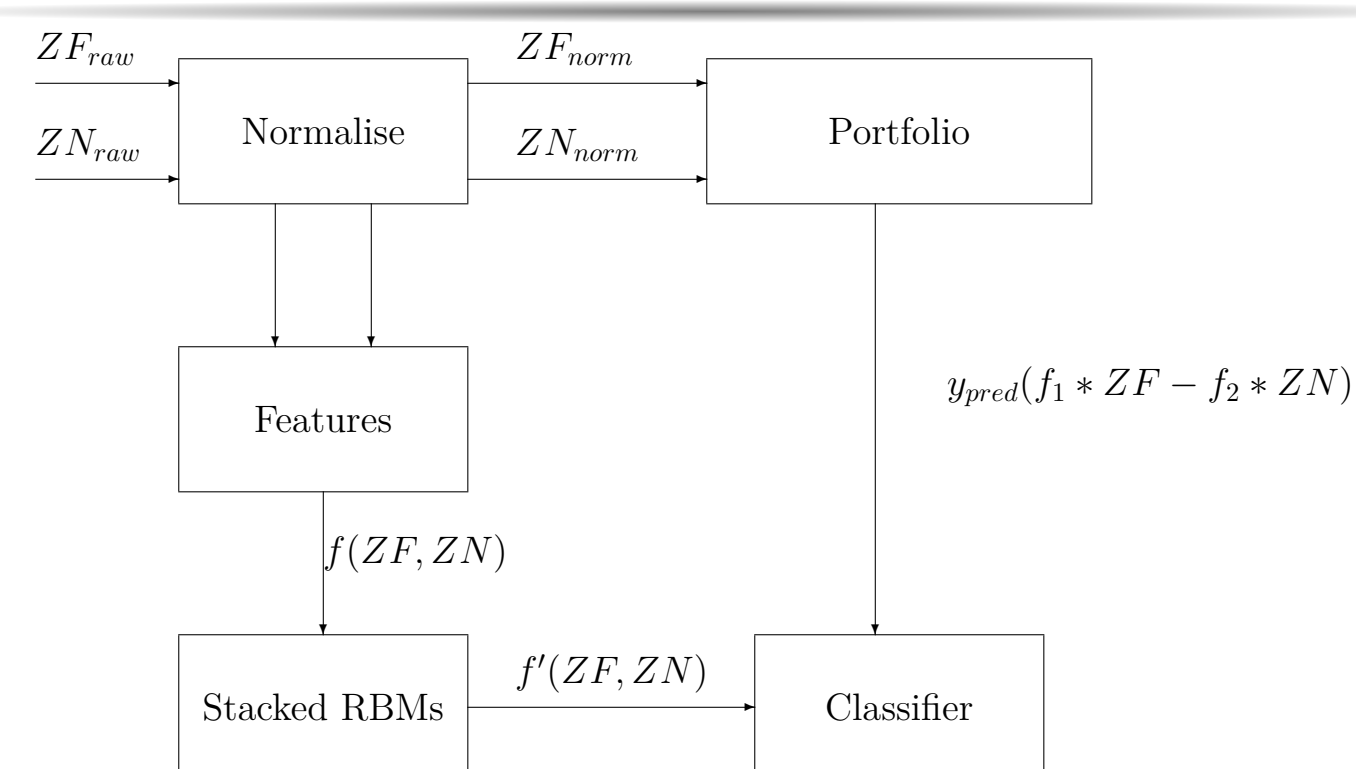 ZF_raw
ZF_norm
ZN_raw
Normalise
ZN_norm
Portfolio
y_pred(f_1 * ZF − f_2 * ZN)
Features
f(ZF, ZN)
f′(ZF, ZN)
Stacked RBMs
Classifier